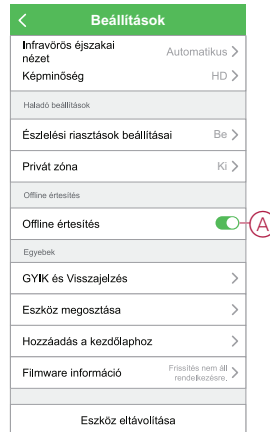 Beállítások
Infravörös éjszakai
nézet
Automatikus
Képminőség
HD
Haladó beállítások
Észlelési riasztások beállításai
Be
Privát zóna
Ki
Offline értesítés
Offline értesítés
A
Egyebek
GYIK és Visszajelzés
Eszköz megosztása
Hozzáadás a kezdőlaphoz
Filmware információ
Frissítés nem áll
rendelkezésre.
Eszköz eltávolítása